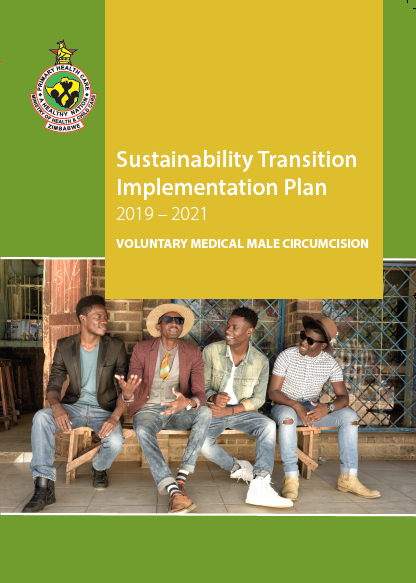 PRIMARY HEALTH CARE
A HEALTHY NATION
MINISTRY OF HEALTH & CHILD CARE
ZIMBABWE
Sustainability Transition
Implementation Plan
2019 – 2021
VOLUNTARY MEDICAL MALE CIRCUMCISION